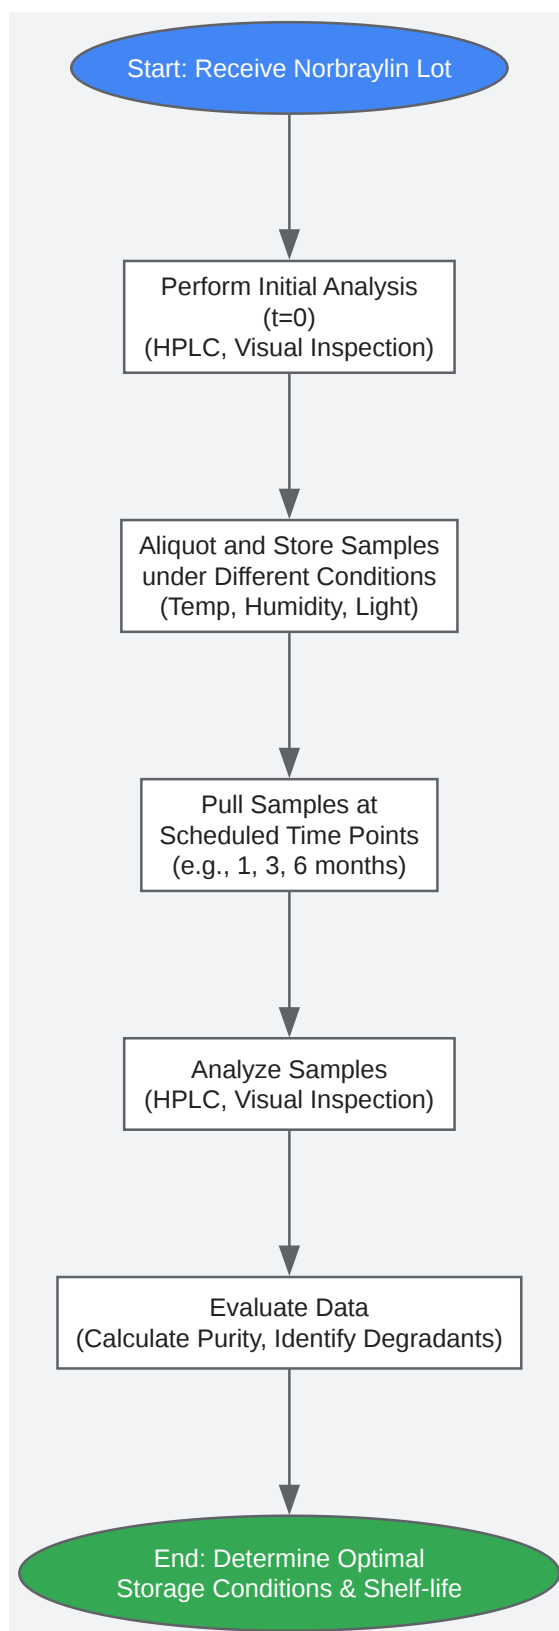 Start: Receive Norbraylin Lot
Perform Initial Analysis
(t=0)
(HPLC, Visual Inspection)
Aliquot and Store Samples
under Different Conditions
(Temp, Humidity, Light)
Pull Samples at
Scheduled Time Points
(e.g., 1, 3, 6 months)
Analyze Samples
(HPLC, Visual Inspection)
Evaluate Data
(Calculate Purity, Identify Degradants)
End: Determine Optimal
Storage Conditions & Shelf-life